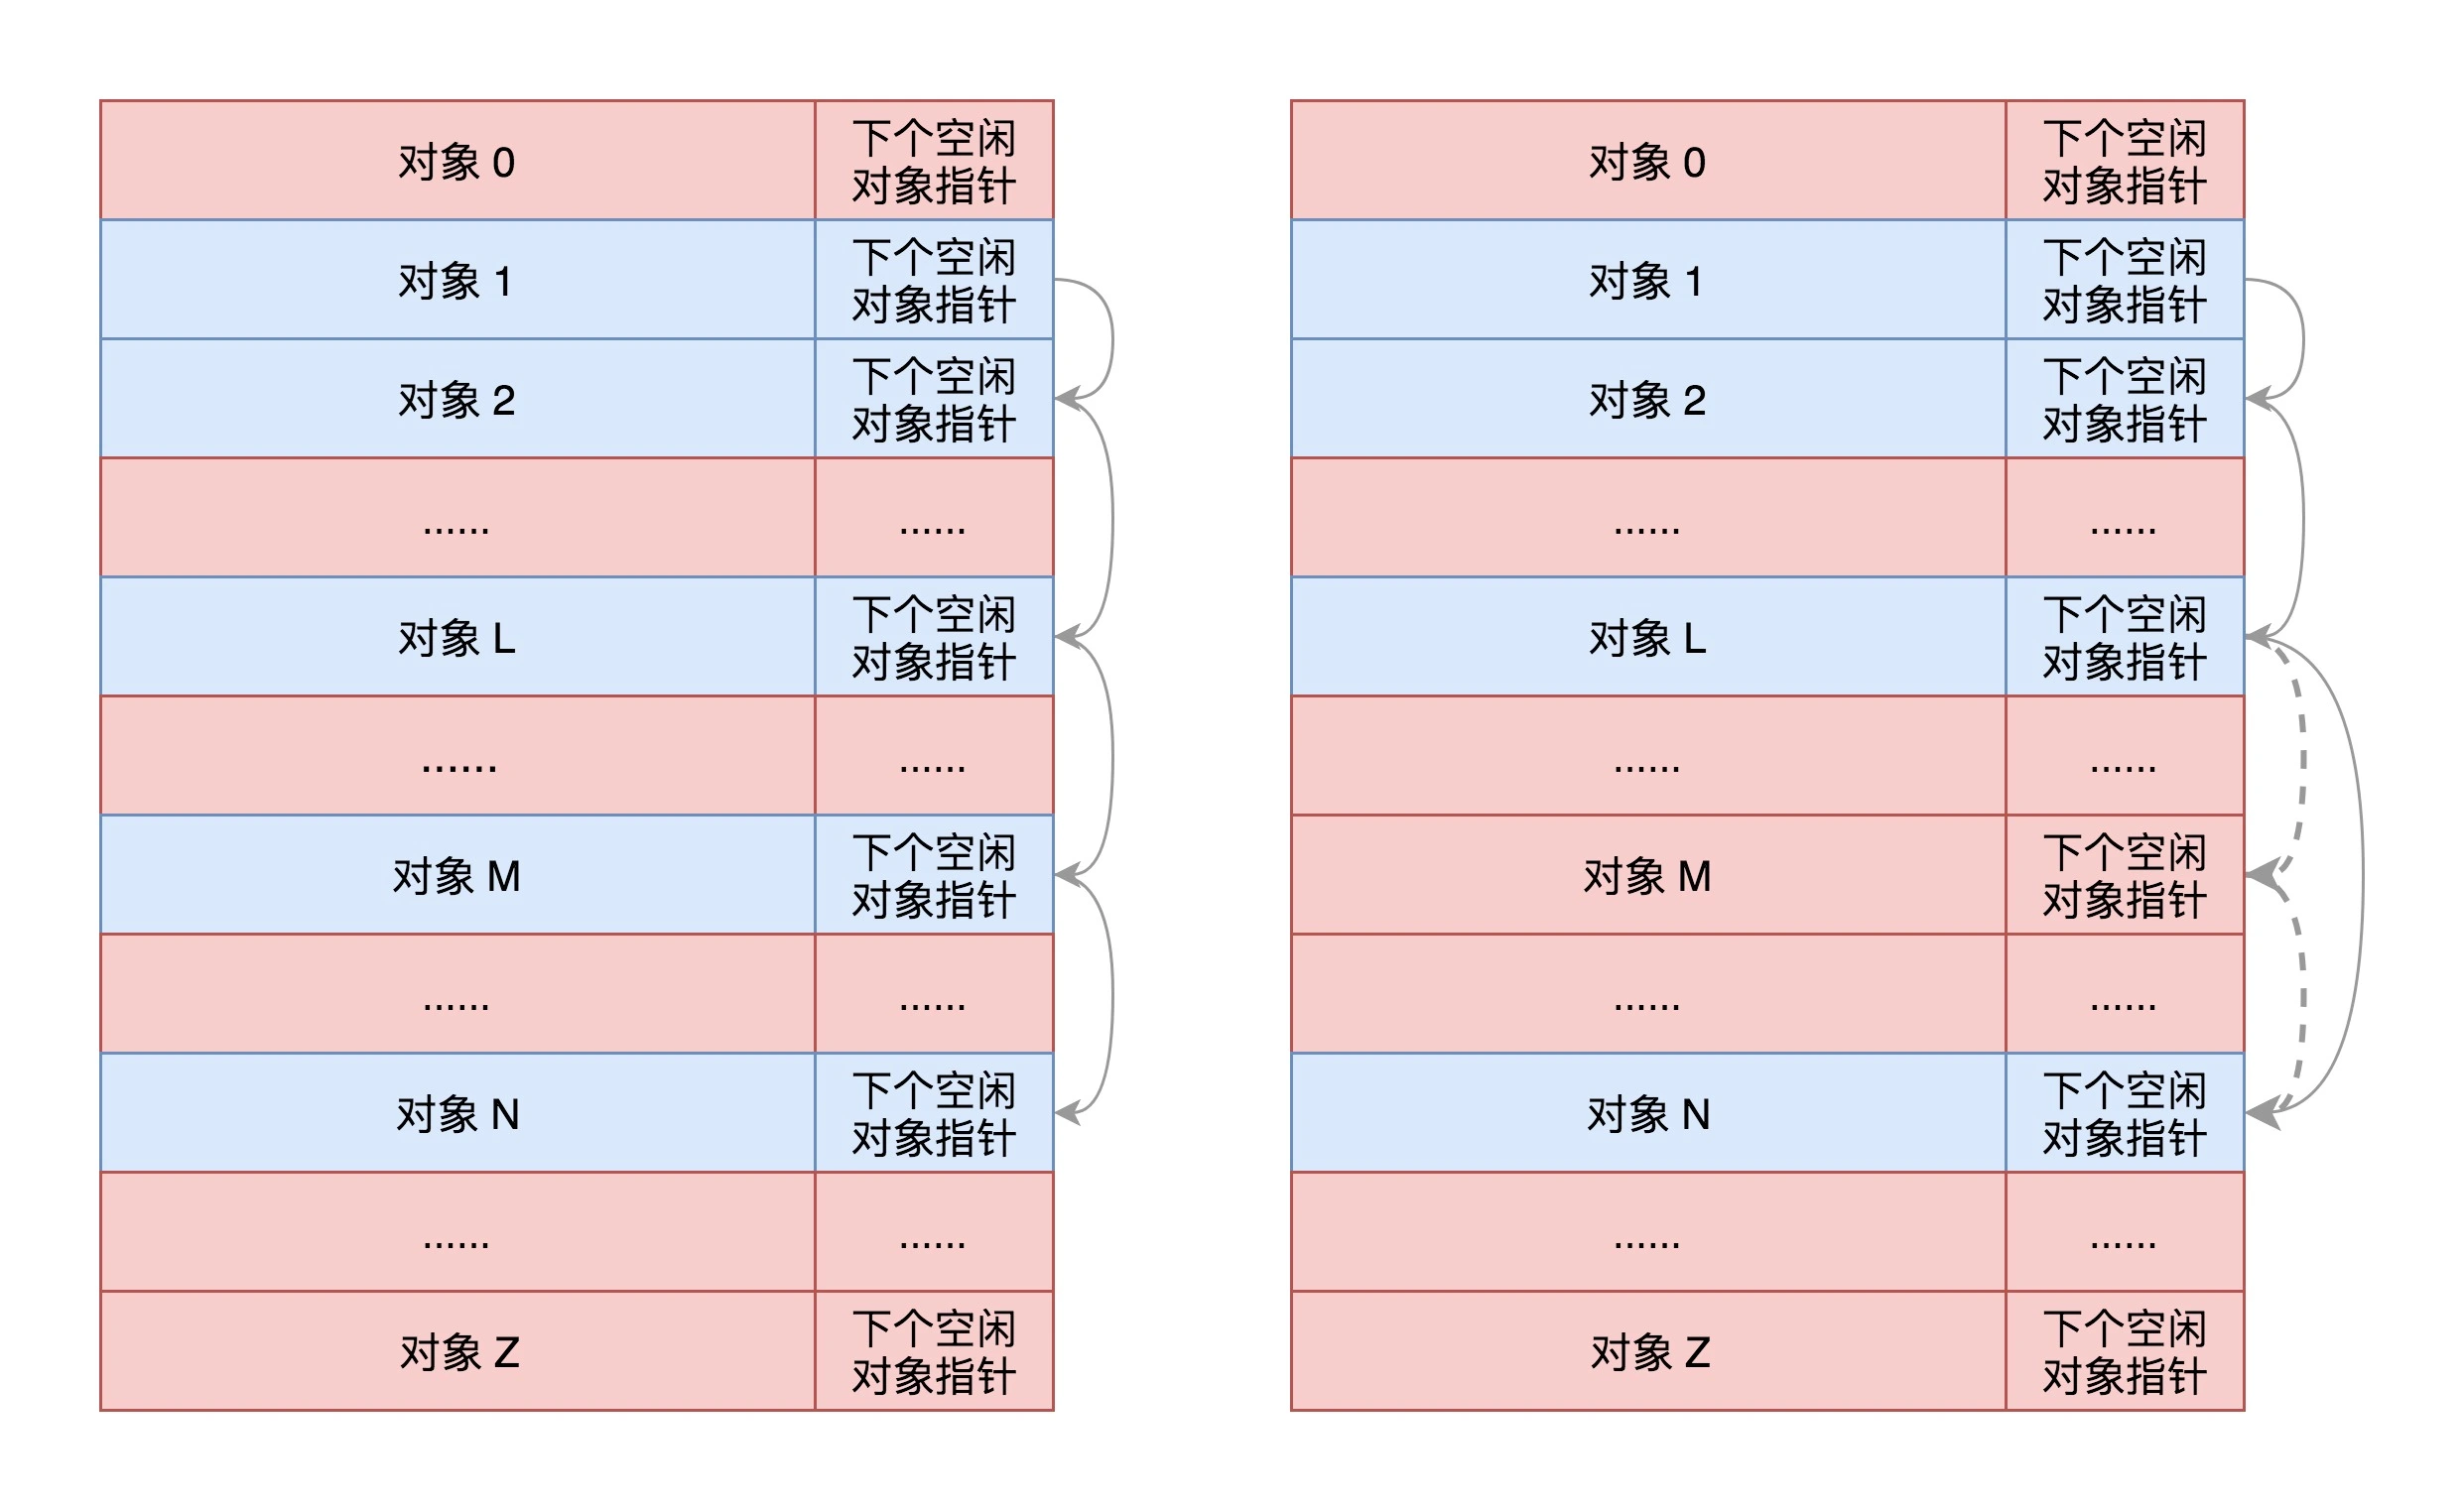 对象 0
下个空闲
对象指针
对象 1
下个空闲
对象指针
对象 2
下个空闲
对象指针
......
......
对象 L
下个空闲
对象指针
......
......
对象 M
下个空闲
对象指针
......
......
对象 N
下个空闲
对象指针
......
......
对象 Z
下个空闲
对象指针
对象 0
下个空闲
对象指针
对象 1
下个空闲
对象指针
对象 2
下个空闲
对象指针
......
......
对象 L
下个空闲
对象指针
......
......
对象 M
下个空闲
对象指针
......
......
对象 N
下个空闲
对象指针
......
......
对象 Z
下个空闲
对象指针